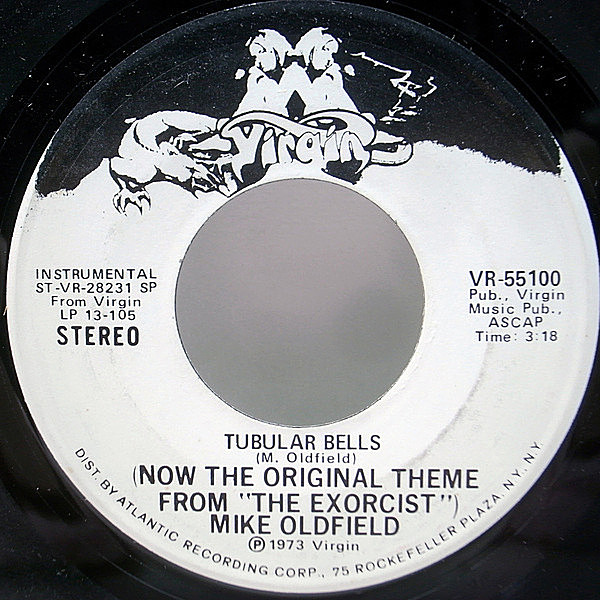 Virgin
INSTRUMENTAL
ST-VR-28231 SP
From Virgin
LP 13-105
STEREO
VR-55100
Pub., Virgin
Music Pub.,
ASCAP
Time: 3:18
TUBULAR BELLS
(M. Oldfield)
(NOW THE ORIGINAL THEME
FROM "THE EXORCIST")
MIKE OLDFIELD
Ⓟ 1973 Virgin
DIST. BY ATLANTIC RECORDING CORP., 75 ROCKEFELLER PLAZA, N.Y. N.Y.